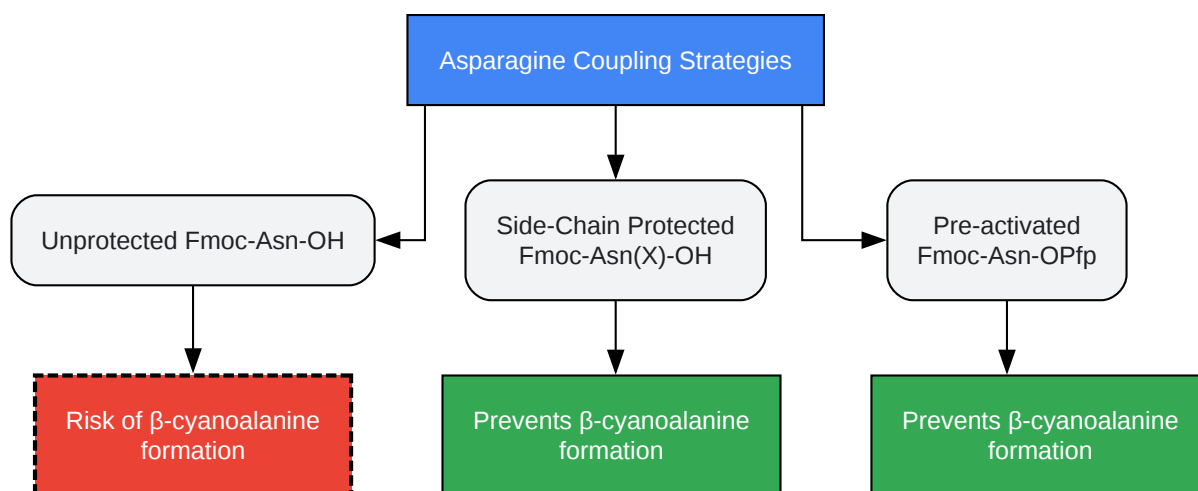 Asparagine Coupling Strategies
Unprotected Fmoc-Asn-OH
Side-Chain Protected
Fmoc-Asn(X)-OH
Pre-activated
Fmoc-Asn-OPfp
Risk of β-cyanoalanine
formation
Prevents β-cyanoalanine
formation
Prevents β-cyanoalanine
formation